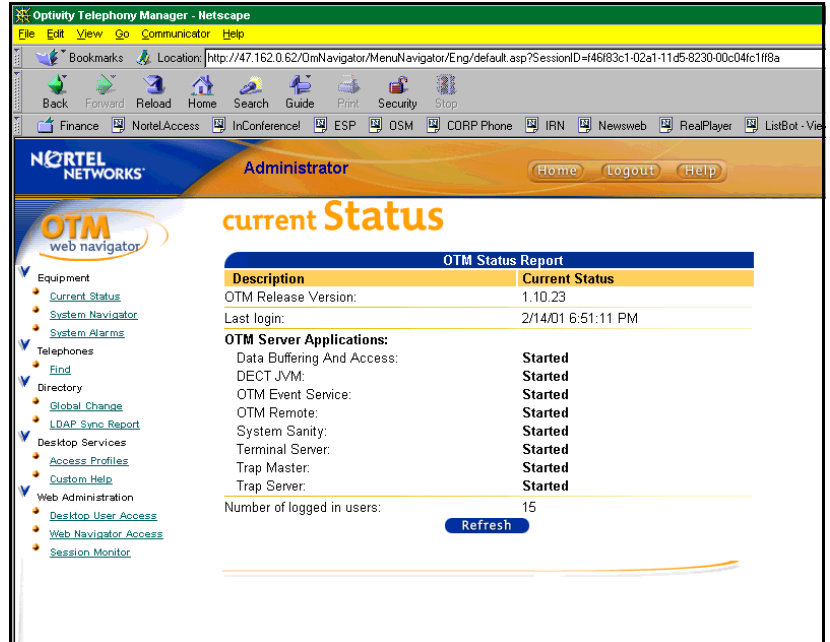 Optivity Telephony Manager - Netscape
File Edit View Go Communicator Help
Bookmarks Location: http://47.162.0.62/OmNavigator/MenuNavigator/Eng/default.asp?SessionID=f46f83c1-02a1-11d5-8230-00c04fc1ff8a
Back Forward Reload Home Search Guide Print Security Stop
Finance Nortel.Access InConference! ESP OSM CORP Phone IRN Newsweb RealPlayer ListBot - Vie
NORTEL NETWORKS
Administrator
Home Logout Help
OTM
web navigator
Equipment
Current Status
System Navigator
System Alarms
Telephones
Find
Directory
Global Change
LDAP Sync Report
Desktop Services
Access Profiles
Custom Help
Web Administration
Desktop User Access
Web Navigator Access
Session Monitor
current Status
OTM Status Report
Description Current Status
OTM Release Version: 1.10.23
Last login: 2/14/01 6:51:11 PM
OTM Server Applications:
Data Buffering And Access: Started
DECT JVM: Started
OTM Event Service: Started
OTM Remote: Started
System Sanity: Started
Terminal Server: Started
Trap Master: Started
Trap Server: Started
Number of logged in users: 15
Refresh